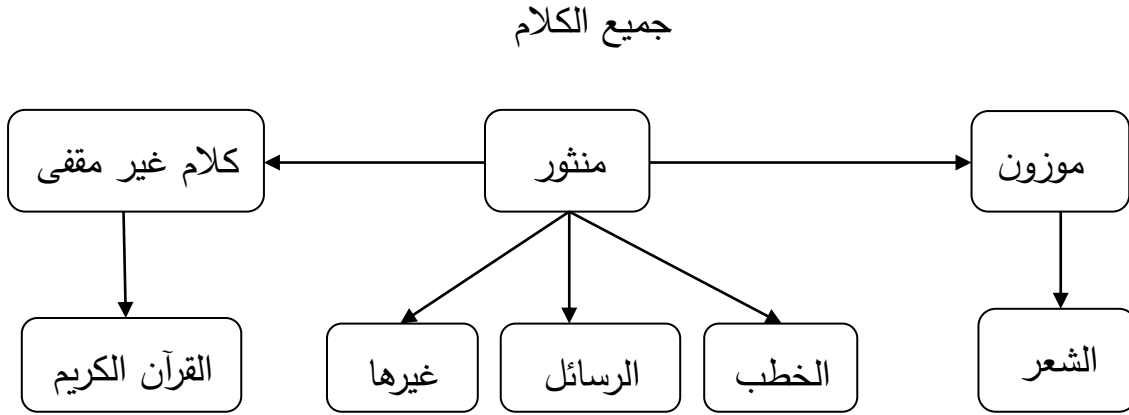 جميع الكلام
موزون
منثور
كلام غير مقفى
الشعر
الخطب
الرسائل
غيرها
القرآن الكريم